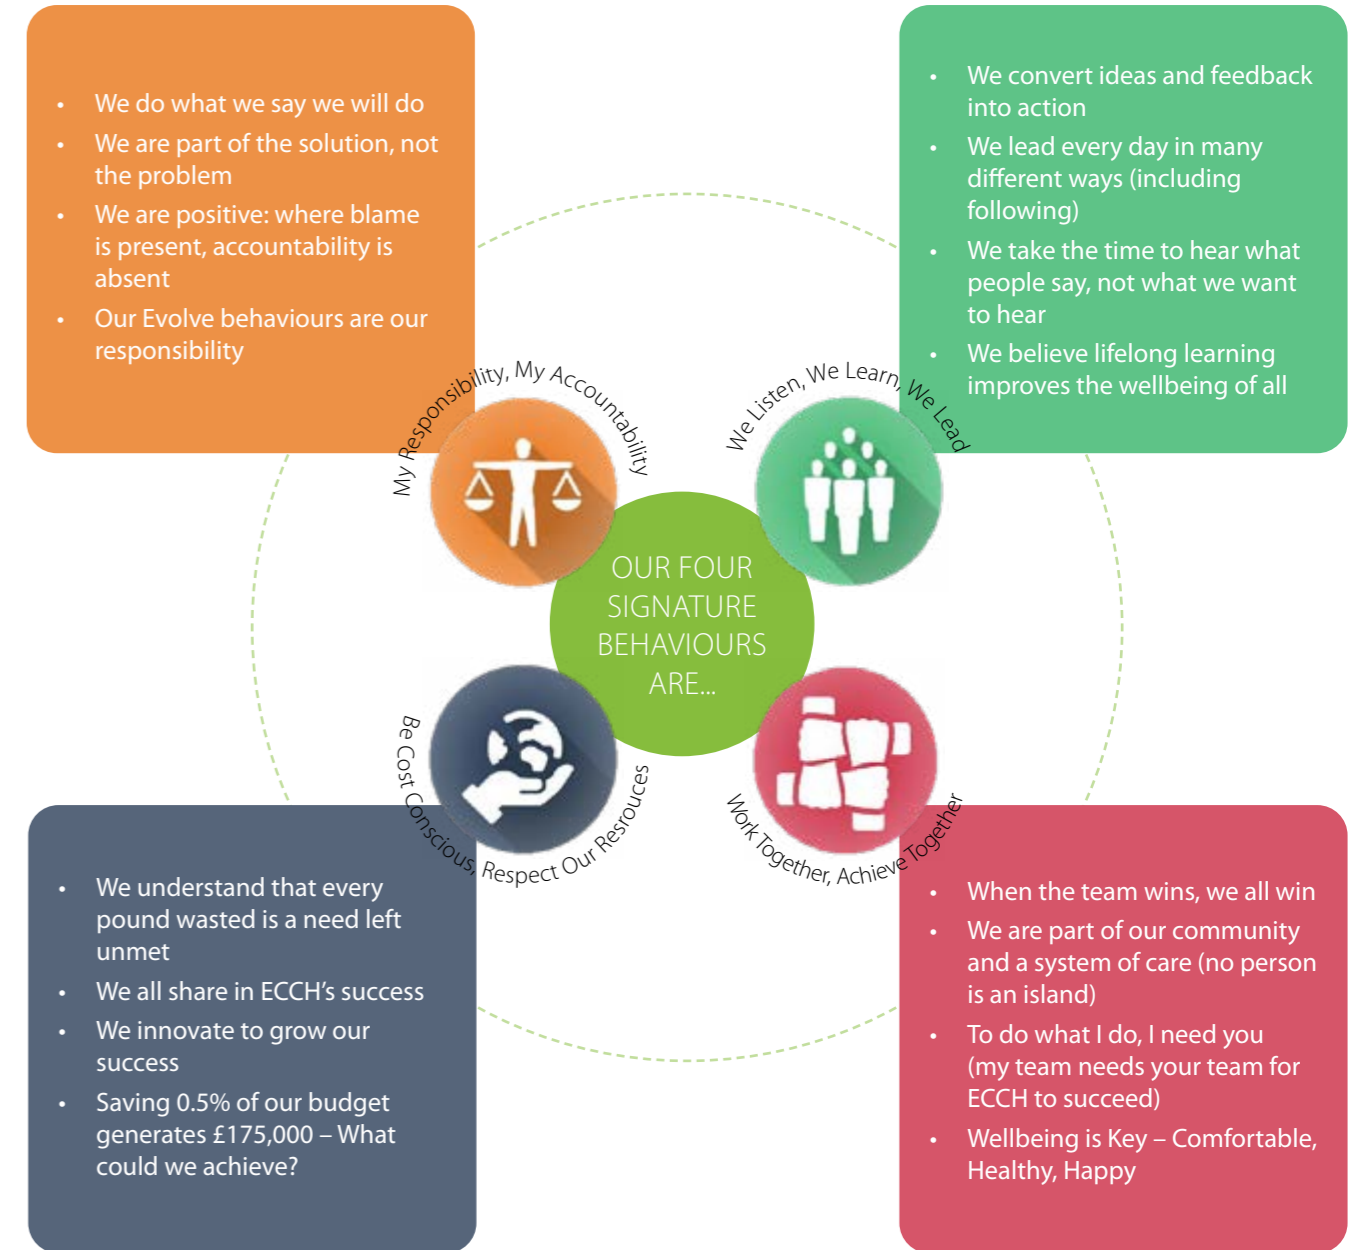 • We do what we say we will do
• We are part of the solution, not
the problem
• We are positive: where blame
is present, accountability is
absent
• Our Evolve behaviours are our
responsibility
• We convert ideas and feedback
into action
• We lead every day in many
different ways (including
following)
• We take the time to hear what
people say, not what we want
to hear
• We believe lifelong learning
improves the wellbeing of all
My Responsibility, My Accountability
We Listen, We Learn, We Lead
OUR FOUR
SIGNATURE
BEHAVIOURS
ARE...
Be Cost Conscious, Respect Our Resrouces
Work Together, Achieve Together
• We understand that every
pound wasted is a need left
unmet
• We all share in ECCH’s success
• We innovate to grow our
success
• Saving 0.5% of our budget
generates £175,000 – What
could we achieve?
• When the team wins, we all win
• We are part of our community
and a system of care (no person
is an island)
• To do what I do, I need you
(my team needs your team for
ECCH to succeed)
• Wellbeing is Key – Comfortable,
Healthy, Happy